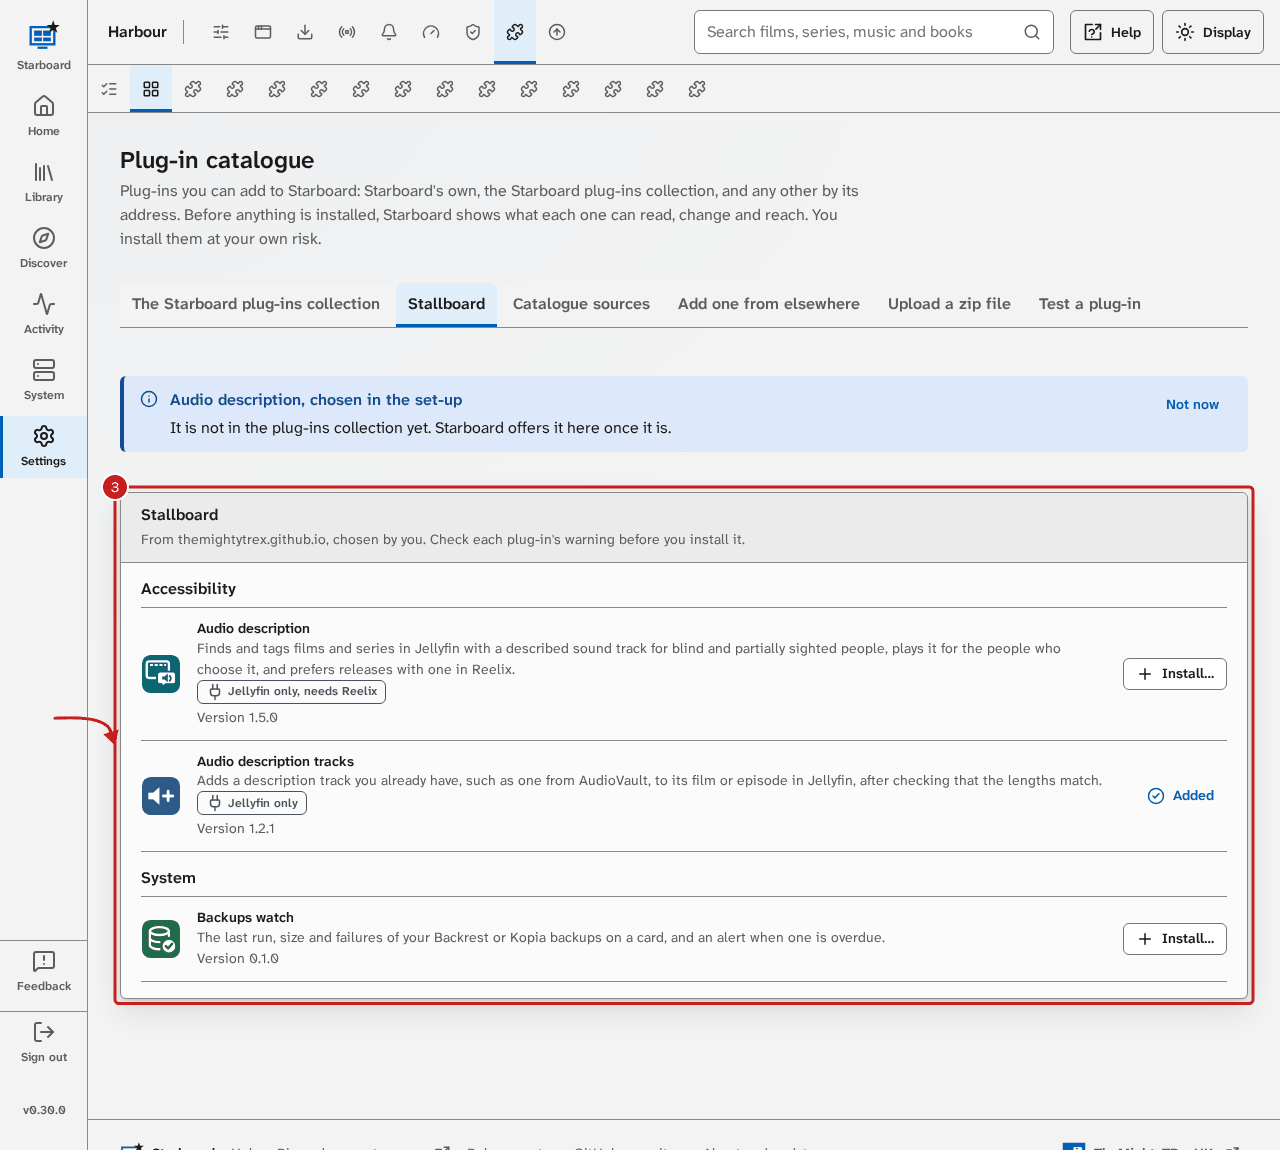 Starboard
Home
Library
Discover
Activity
System
Settings
Feedback
Sign out
v0.30.0
Harbour
Search films, series, music and books
Help
Display
Plug-in catalogue
Plug-ins you can add to Starboard: Starboard's own, the Starboard plug-ins collection, and any other by its
address. Before anything is installed, Starboard shows what each one can read, change and reach. You
install them at your own risk.
The Starboard plug-ins collection
Stallboard
Catalogue sources
Add one from elsewhere
Upload a zip file
Test a plug-in
Audio description, chosen in the set-up
It is not in the plug-ins collection yet. Starboard offers it here once it is.
Not now
3
Stallboard
From themightytrex.github.io, chosen by you. Check each plug-in's warning before you install it.
Accessibility
Audio description
Finds and tags films and series in Jellyfin with a described sound track for blind and partially sighted people, plays it for the people who
choose it, and prefers releases with one in Reelix.
Jellyfin only, needs Reelix
Version 1.5.0
Install...
Audio description tracks
Adds a description track you already have, such as one from AudioVault, to its film or episode in Jellyfin, after checking that the lengths match.
Jellyfin only
Version 1.2.1
Added
System
Backups watch
The last run, size and failures of your Backrest or Kopia backups on a card, and an alert when one is overdue.
Version 0.1.0
Install...